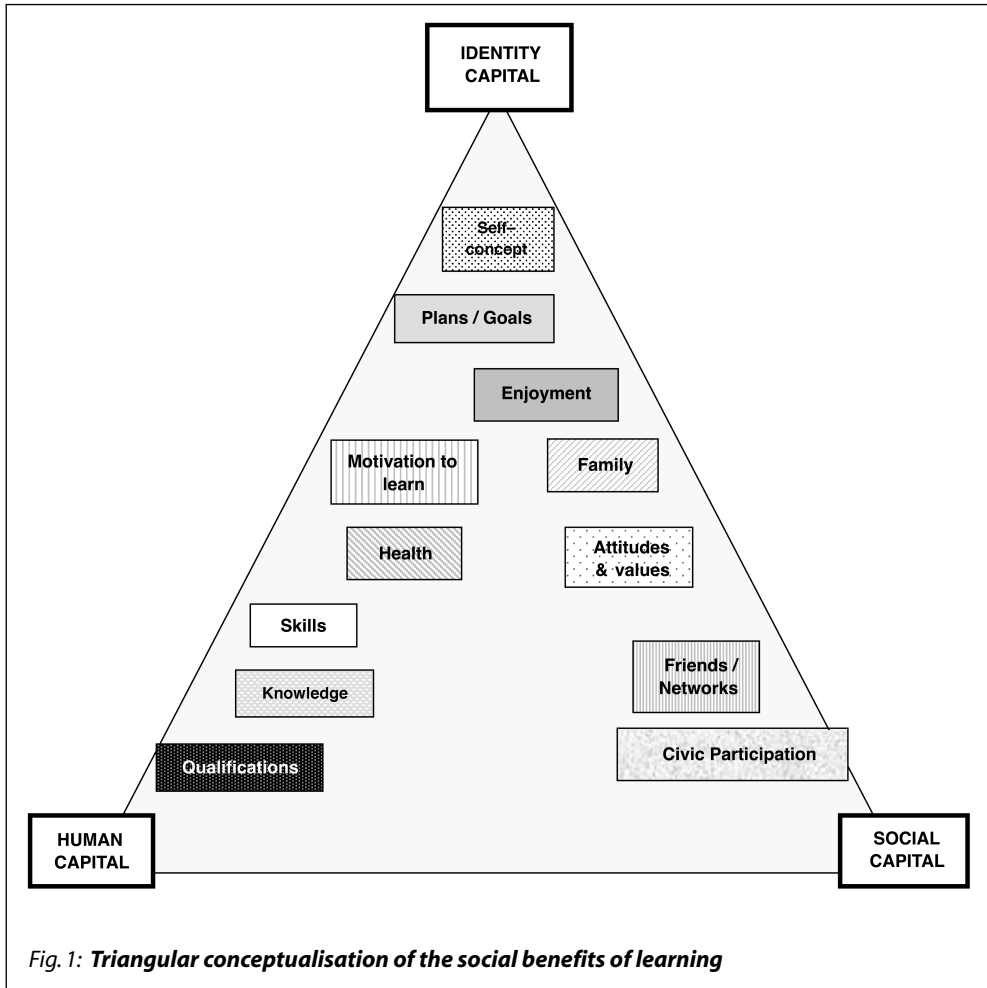 IDENTITY
CAPITAL
Self–
concept
Plans / Goals
Enjoyment
Motivation to
learn
Family
Health
Attitudes
& values
Skills
Friends /
Networks
Knowledge
Civic Participation
Qualifications
HUMAN
CAPITAL
SOCIAL
CAPITAL
Fig. 1: Triangular conceptualisation of the social benefits of learning